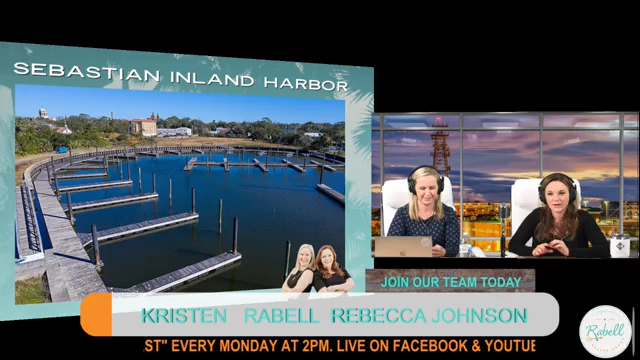 SEBASTIAN INLAND HARBOR
JOIN OUR TEAM TODAY
KRISTEN RABELL REBECCA JOHNSON
.ST" EVERY MONDAY AT 2PM. LIVE ON FACEBOOK & YOUTUE
Rabell